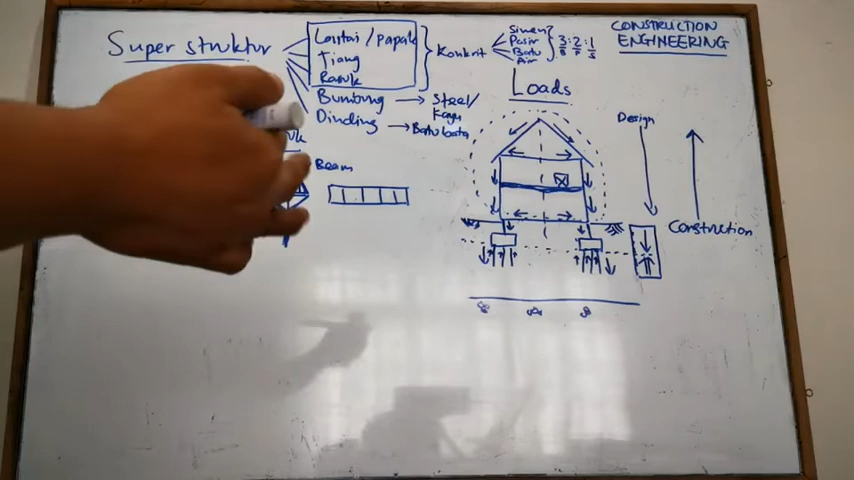 CONSTRUCTION
ENGINEERING
Super struktur
Lantai / papak
Tiang
Rasuk
Konkrit
Simen
Pasir
Batu
Air
3:2:1
Bumbung → Steel/
Kayu
Dinding → Batu bata
Beam
Loads
Design
Construction